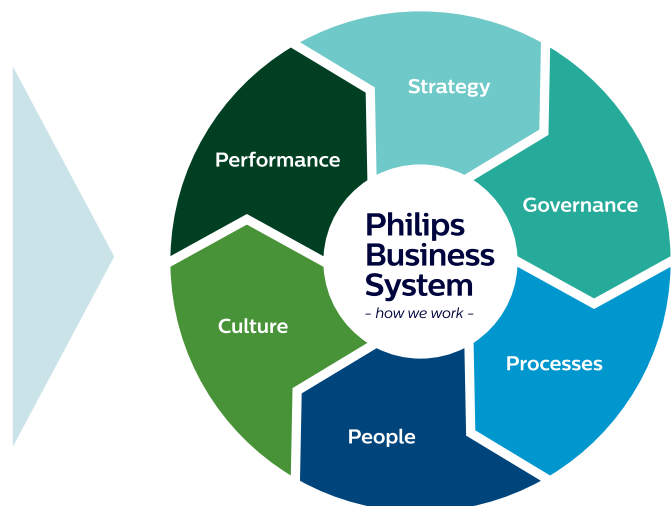 Strategy
Performance
Governance
Philips
Business
System
- how we work -
Culture
Processes
People